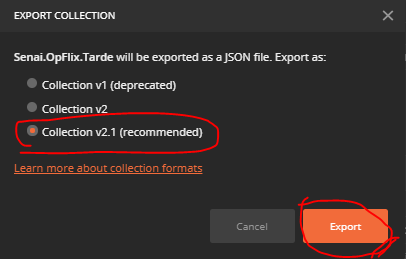 EXPORT COLLECTION
Senai.OpFlix.Tarde will be exported as a JSON file. Export as:
Collection v1 (deprecated)
Collection v2
Collection v2.1 (recommended)
Learn more about collection formats
Cancel
Export